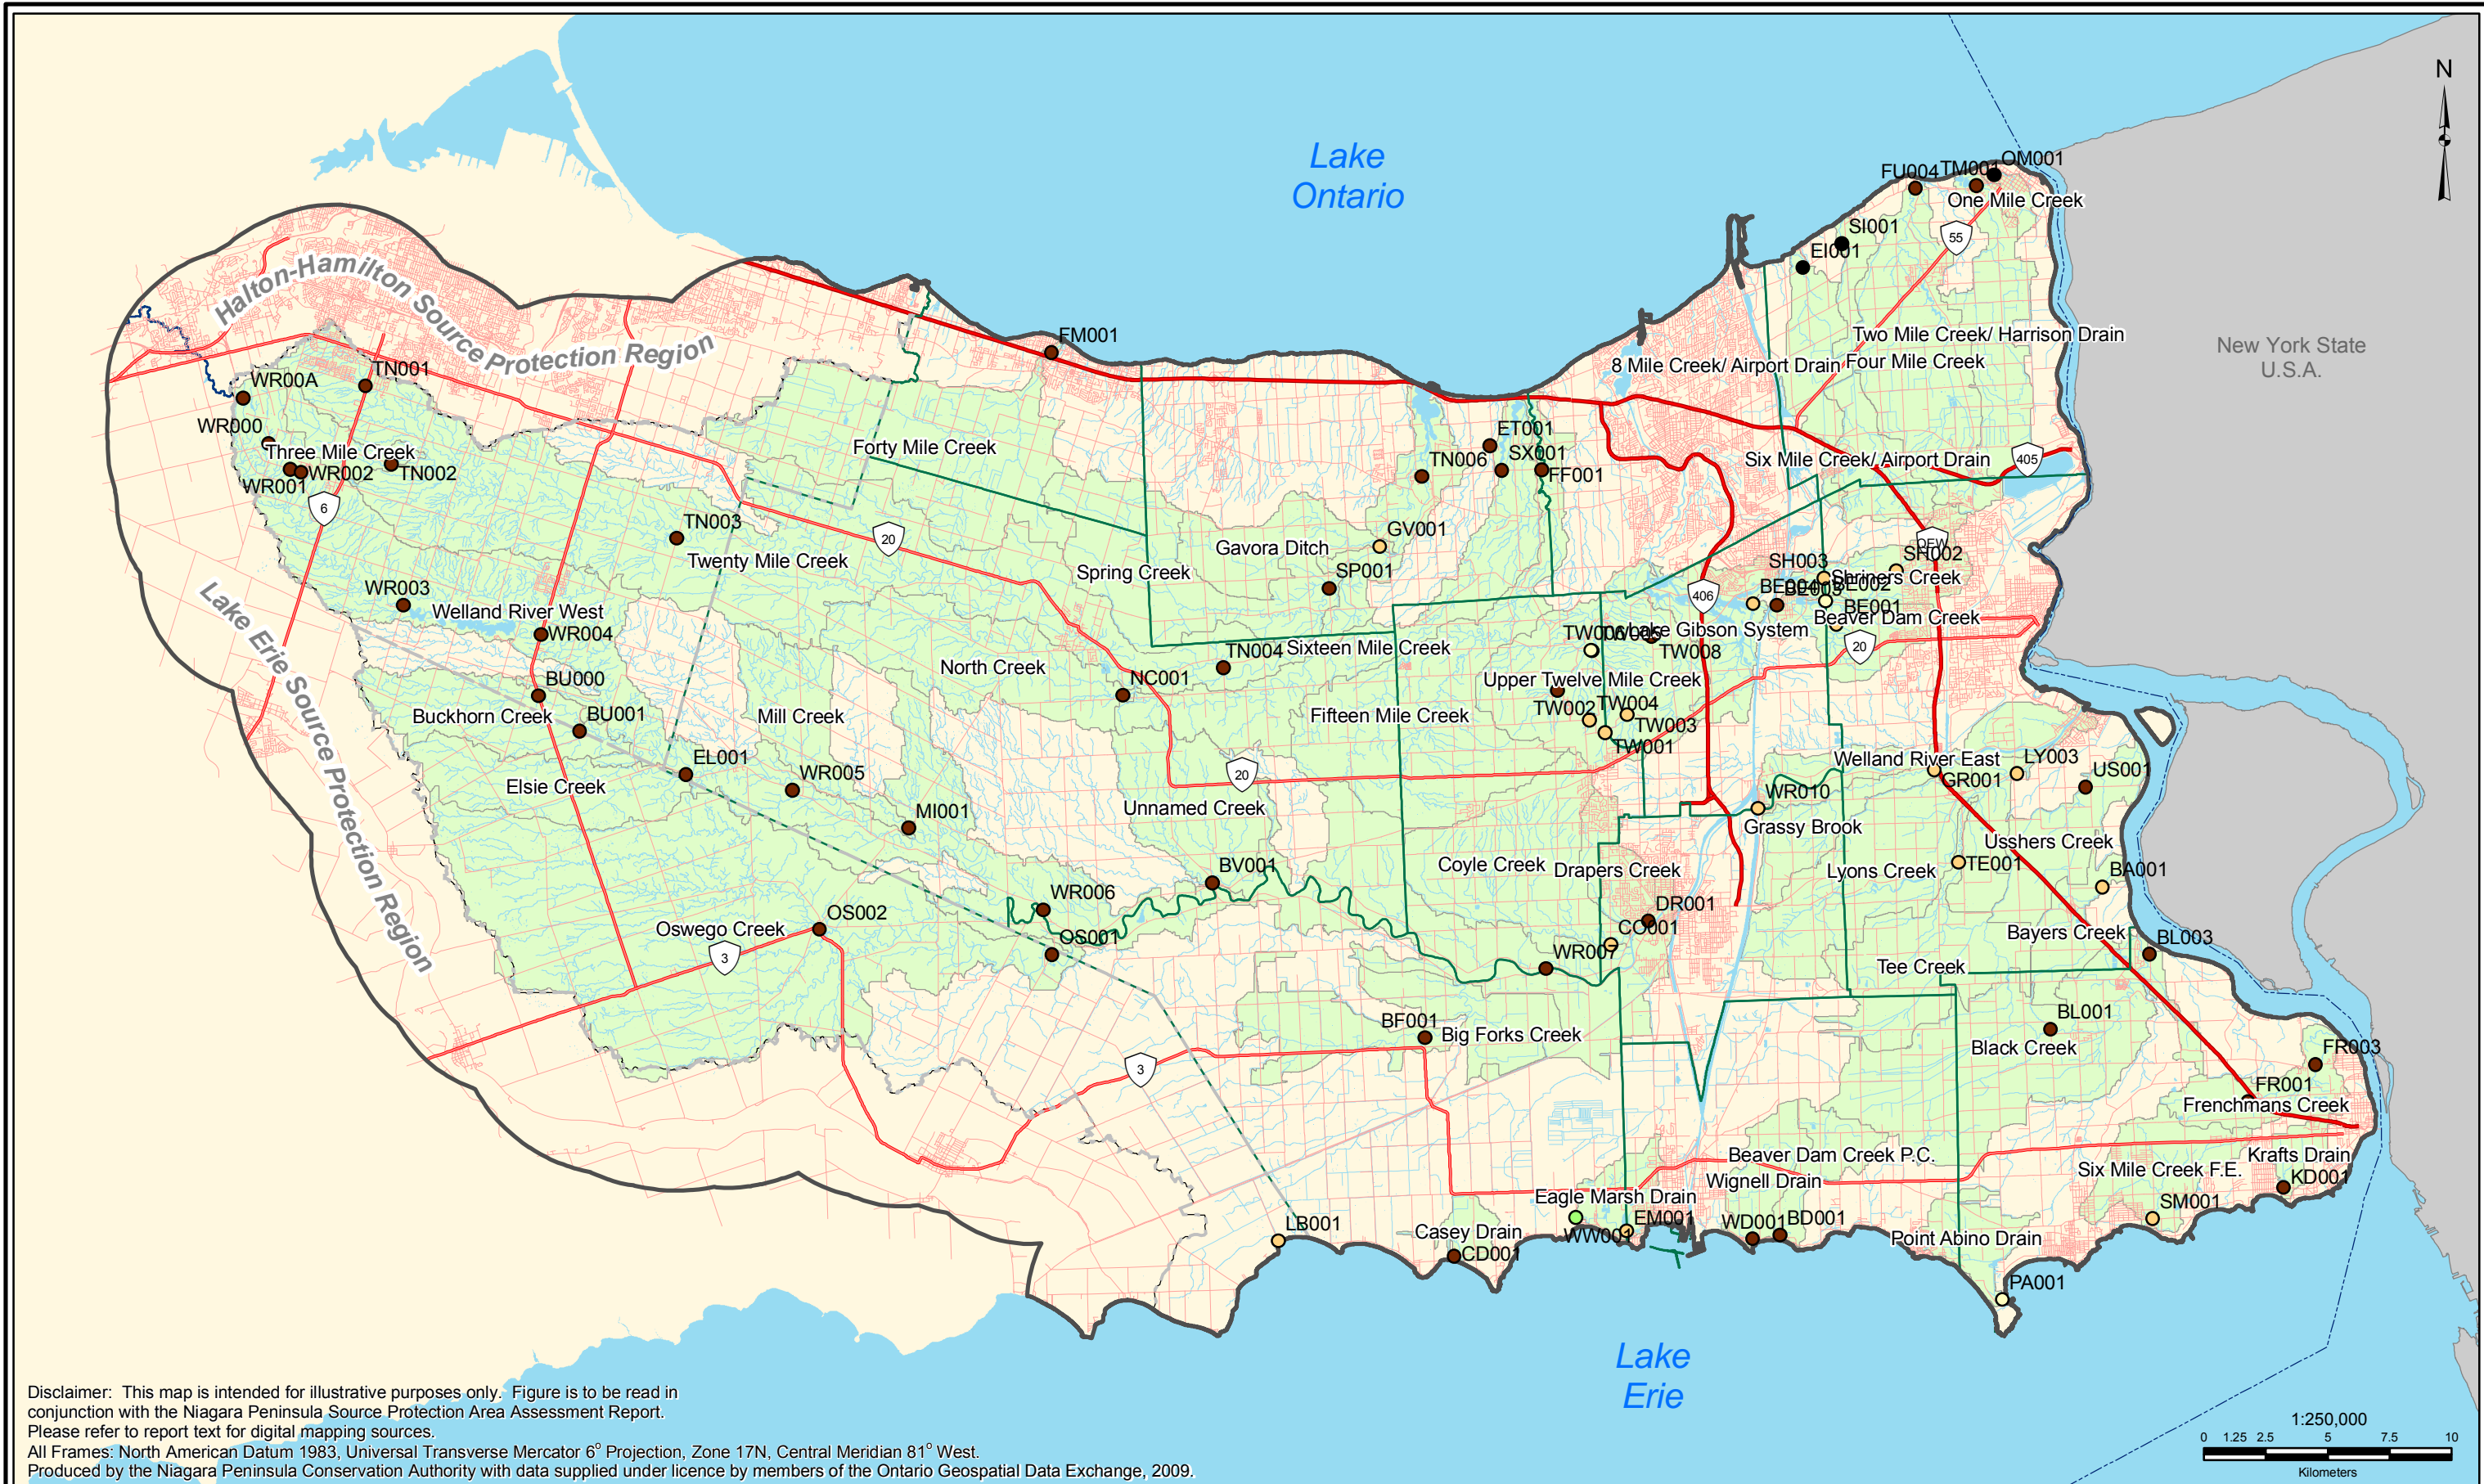 N
Lake
Ontario
OM001
FU004
TM001
One Mile Creek
SI001
55
EI001
Halton-Hamilton Source Protection Region
FM001
Two Mile Creek/ Harrison Drain
New York State
U.S.A.
8 Mile Creek/ Airport Drain
Four Mile Creek
TN001
WR00A
WR000
Three Mile Creek
WR002
TN002
WR001
6
Forty Mile Creek
ET001
SX001
TN006
FF001
Six Mile Creek/ Airport Drain
405
TN003
20
Twenty Mile Creek
GV001
Gavora Ditch
Spring Creek
SP001
QEW
SH002
SH003
Shriners Creek
BE004
BE003
BE002
BE001
406
Beaver Dam Creek
20
WR003
Welland River West
WR004
Lake Erie Source Protection Region
TW006
TW005
Lake Gibson System
TW008
Sixteen Mile Creek
TN004
North Creek
NC001
Upper Twelve Mile Creek
TW002
TW004
TW003
TW001
Fifteen Mile Creek
BU000
Buckhorn Creek
BU001
Mill Creek
EL001
WR005
Elsie Creek
MI001
20
Unnamed Creek
Welland River East
LY003
GR001
US001
WR010
Grassy Brook
Usshers Creek
Coyle Creek
Drapers Creek
Lyons Creek
TE001
BA001
BV001
WR006
OS002
Oswego Creek
3
OS001
DR001
CO001
WR007
Bayers Creek
BL003
Tee Creek
BF001
Big Forks Creek
BL001
Black Creek
FR003
FR001
Frenchmans Creek
3
Beaver Dam Creek P.C.
Wignell Drain
Krafts Drain
Six Mile Creek F.E.
KD001
Eagle Marsh Drain
SM001
LB001
Casey Drain
CD001
WW001
EM001
WD001
BD001
Point Abino Drain
PA001
Lake
Erie
Disclaimer: This map is intended for illustrative purposes only. Figure is to be read in
conjunction with the Niagara Peninsula Source Protection Area Assessment Report.
Please refer to report text for digital mapping sources.
All Frames: North American Datum 1983, Universal Transverse Mercator 6° Projection, Zone 17N, Central Meridian 81° West.
Produced by the Niagara Peninsula Conservation Authority with data supplied under licence by members of the Ontario Geospatial Data Exchange, 2009.
1:250,000
0 1.25 2.5 5 7.5 10
Kilometers